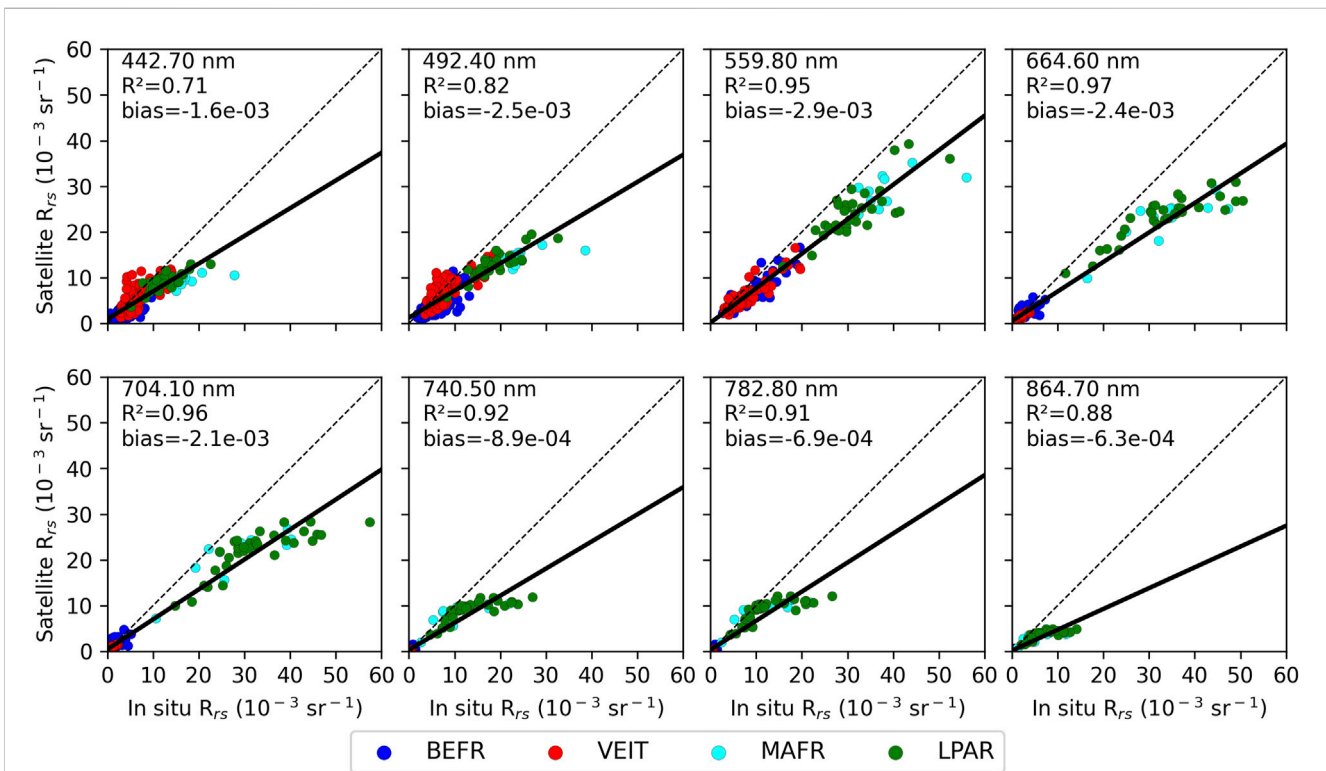 442.70 nm
R²=0.71
bias=-1.6e-03
492.40 nm
R²=0.82
bias=-2.5e-03
559.80 nm
R²=0.95
bias=-2.9e-03
664.60 nm
R²=0.97
bias=-2.4e-03
60
50
40
30
20
10
0
Satellite R_rs (10⁻³ sr⁻¹)
704.10 nm
R²=0.96
bias=-2.1e-03
740.50 nm
R²=0.92
bias=-8.9e-04
782.80 nm
R²=0.91
bias=-6.9e-04
864.70 nm
R²=0.88
bias=-6.3e-04
60
50
40
30
20
10
0
Satellite R_rs (10⁻³ sr⁻¹)
0 10 20 30 40 50 60
0 10 20 30 40 50 60
0 10 20 30 40 50 60
0 10 20 30 40 50 60
In situ R_rs (10⁻³ sr⁻¹)
In situ R_rs (10⁻³ sr⁻¹)
In situ R_rs (10⁻³ sr⁻¹)
In situ R_rs (10⁻³ sr⁻¹)
BEFR VEIT MAFR LPAR